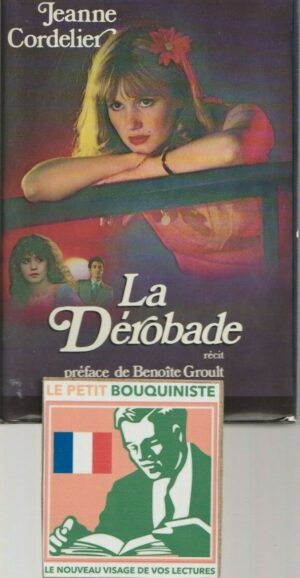 Jeanne
Cordelier
La
Dérobade
récit
préface de Benoîte Groult
LE PETIT BOUQUINISTE
LE NOUVEAU VISAGE DE VOS LECTURES